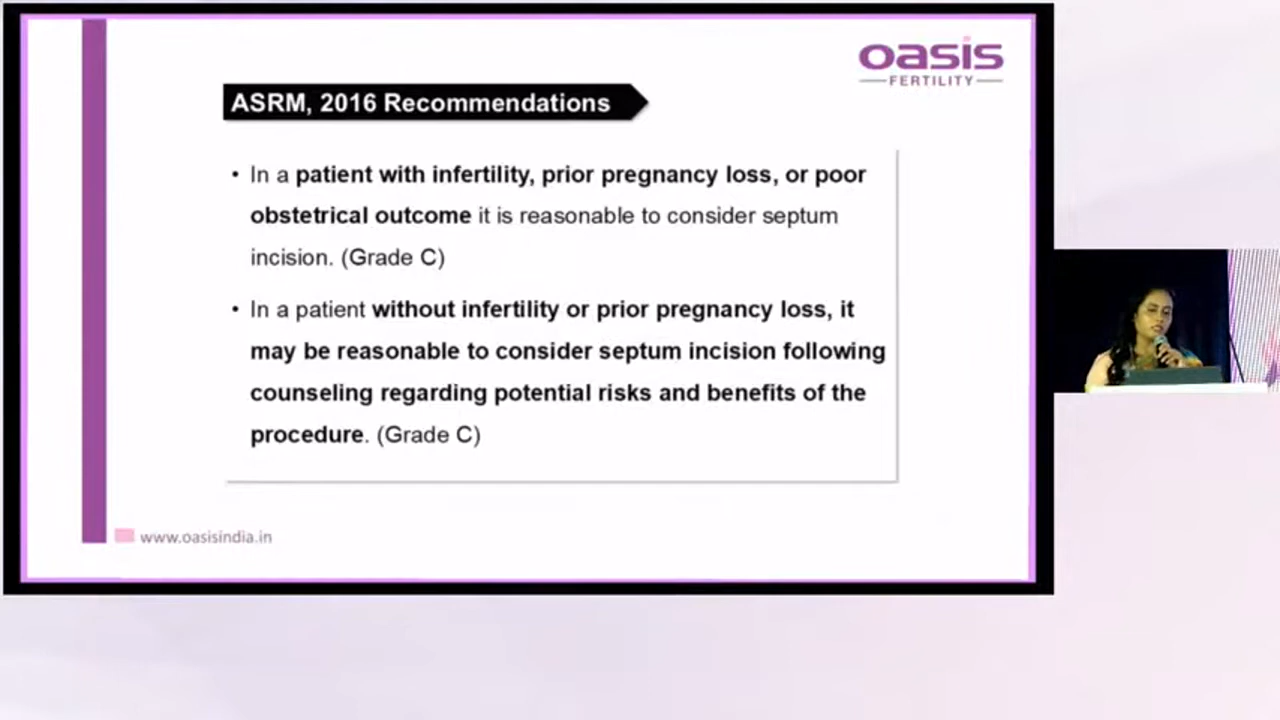 oasis
FERTILITY
ASRM, 2016 Recommendations
• In a patient with infertility, prior pregnancy loss, or poor
obstetrical outcome it is reasonable to consider septum
incision. (Grade C)
• In a patient without infertility or prior pregnancy loss, it
may be reasonable to consider septum incision following
counseling regarding potential risks and benefits of the
procedure. (Grade C)
www.oasisindia.in